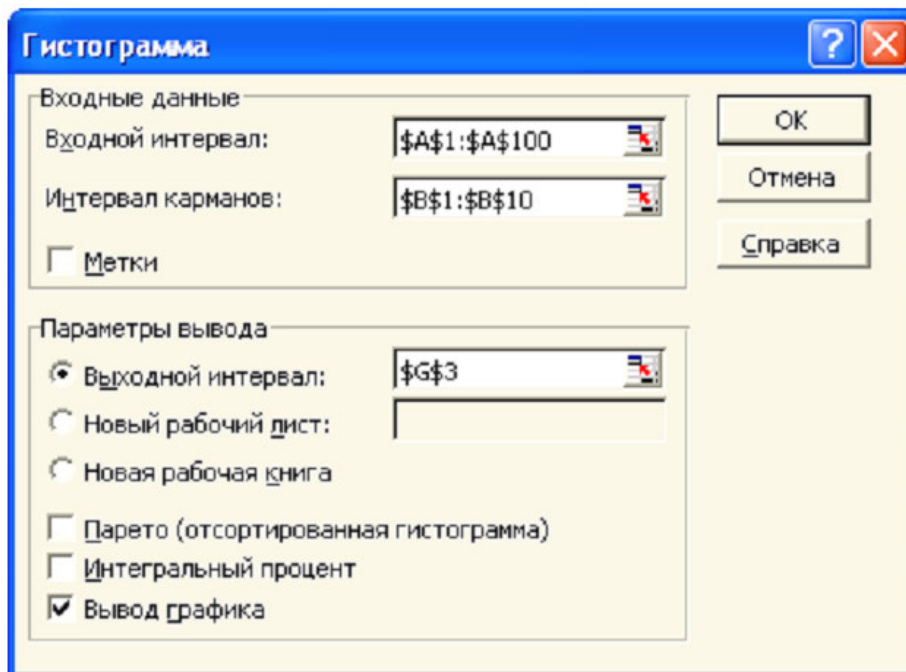 Гистограмма
Входные данные
Входной интервал: $A$1:$A$100
Интервал карманов: $B$1:$B$10
Метки
ОК
Отмена
Справка
Параметры вывода
Выходной интервал: $G$3
Новый рабочий лист:
Новая рабочая книга
Парето (отсортированная гистограмма)
Интегральный процент
Вывод графика